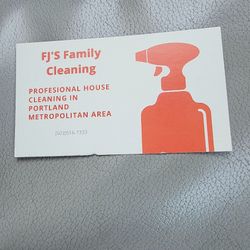 FJ'S Family
Cleaning
PROFESIONAL HOUSE
CLEANING IN
PORTLAND
METROPOLITAN AREA